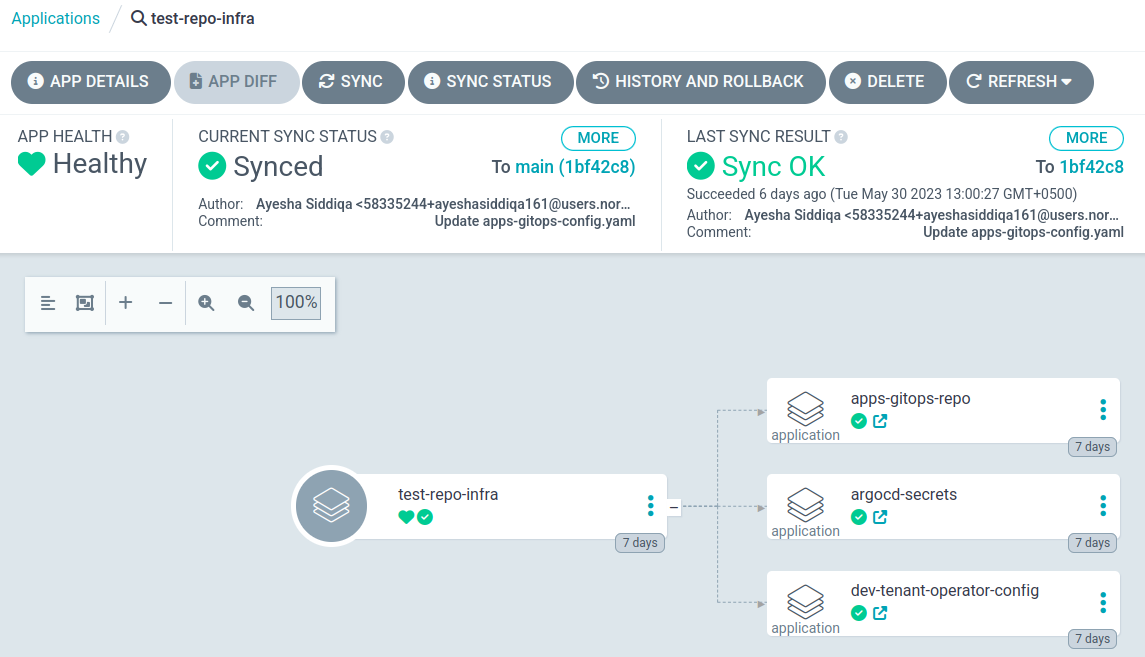 Applications / test-repo-infra
APP DETAILS APP DIFF SYNC SYNC STATUS HISTORY AND ROLLBACK DELETE REFRESH
APP HEALTH
Healthy
CURRENT SYNC STATUS MORE
Synced To main (1bf42c8)
Author: Ayesha Siddiqa <58335244+ayeshasiddiqa161@users.nor...
Comment: Update apps-gitops-config.yaml
LAST SYNC RESULT MORE
Sync OK To 1bf42c8
Succeeded 6 days ago (Tue May 30 2023 13:00:27 GMT+0500)
Author: Ayesha Siddiqa <58335244+ayeshasiddiqa161@users.nor...
Comment: Update apps-gitops-config.yaml
100%
test-repo-infra
7 days
apps-gitops-repo
application
7 days
argocd-secrets
application
7 days
dev-tenant-operator-config
application
7 days